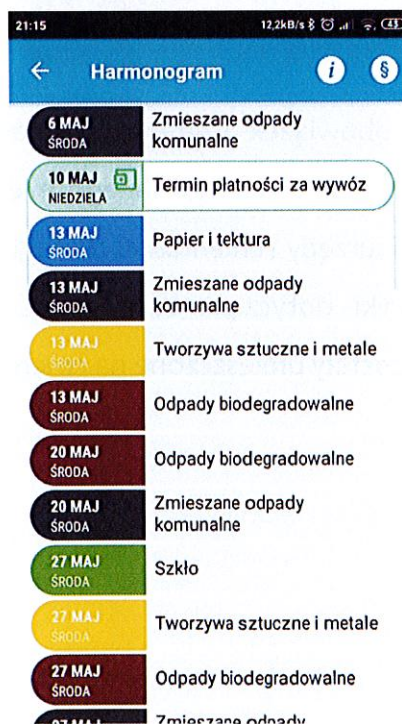 21:15
12,2kB/s
43
Harmonogram
i
§
6 MAJ
ŚRODA
Zmieszane odpady
komunalne
10 MAJ
NIEDZIELA
Termin płatności za wywóz
13 MAJ
ŚRODA
Papier i tektura
13 MAJ
ŚRODA
Zmieszane odpady
komunalne
13 MAJ
ŚRODA
Tworzywa sztuczne i metale
13 MAJ
ŚRODA
Odpady biodegradowalne
20 MAJ
ŚRODA
Odpady biodegradowalne
20 MAJ
ŚRODA
Zmieszane odpady
komunalne
27 MAJ
ŚRODA
Szkło
27 MAJ
ŚRODA
Tworzywa sztuczne i metale
27 MAJ
ŚRODA
Odpady biodegradowalne
27 MAJ
Zmieszane odpady